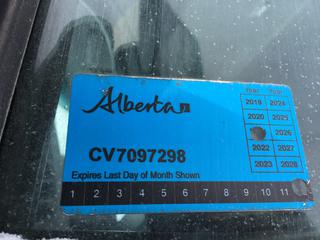 Alberta
Year Year
2019 2024
2020 2025
2026
2022 2027
2023 2028
CV7097298
Expires Last Day of Month Shown
1 2 3 4 5 6 7 8 9 10 11